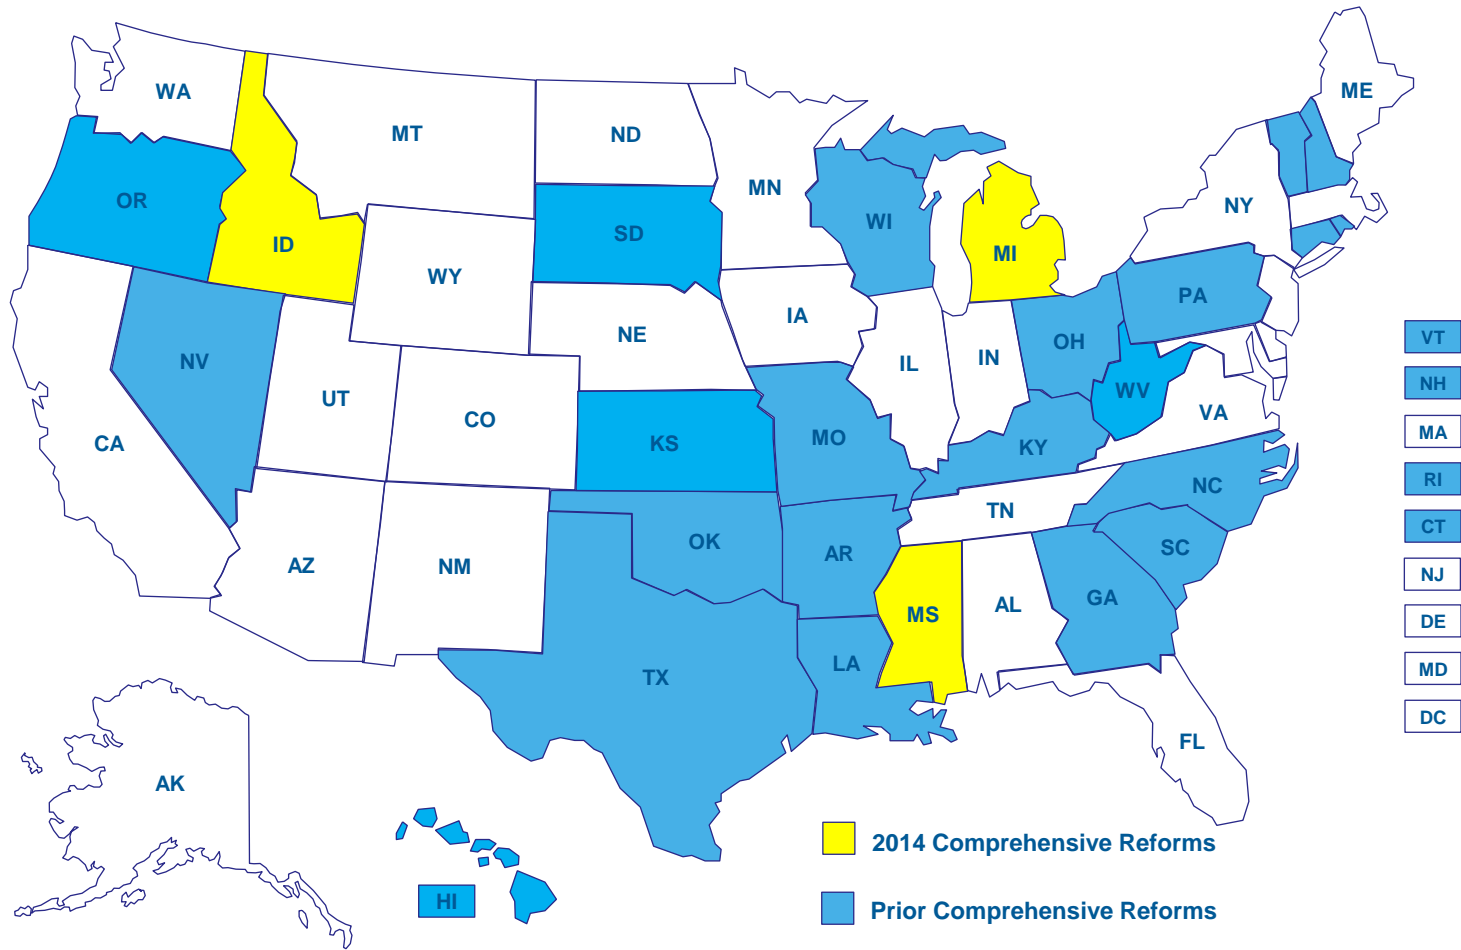 ME
WA
MT
ND
MN
OR
NY
WI
SD
ID
MI
WY
PA
IA
NE
VT
OH
NV
IN
IL
NH
WV
UT
VA
CO
MA
MO
CA
KS
KY
RI
NC
TN
CT
OK
SC
AR
AZ
NM
NJ
GA
AL
MS
DE
LA
MD
TX
DC
FL
AK
2014 Comprehensive Reforms
HI
Prior Comprehensive Reforms